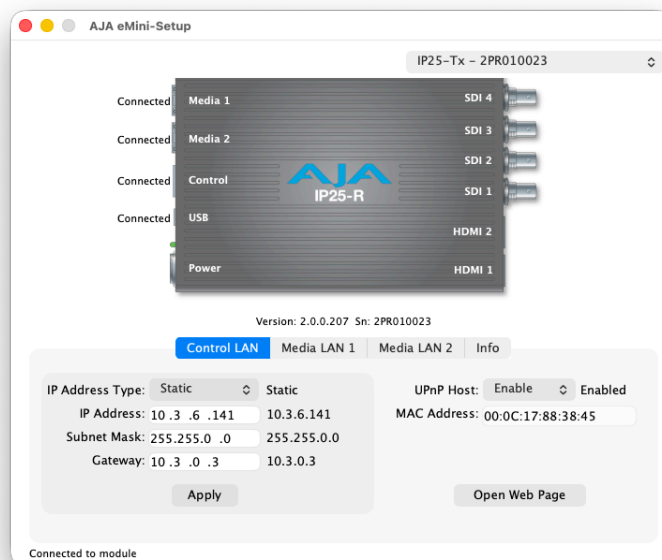 AJA eMini-Setup
IP25-Tx - 2PR010023
Connected Media 1 SDI 4
SDI 3
Connected Media 2
SDI 2
Connected Control
AJA
IP25-R
SDI 1
Connected USB
HDMI 2
Power HDMI 1
Version: 2.0.0.207 Sn: 2PR010023
Control LAN Media LAN 1 Media LAN 2 Info
IP Address Type: Static Static UPnP Host: Enable Enabled
IP Address: 10 .3 .6 .141 10.3.6.141 MAC Address: 00:0C:17:88:38:45
Subnet Mask: 255.255.0 .0 255.255.0.0
Gateway: 10 .3 .0 .3 10.3.0.3
Apply Open Web Page
Connected to module